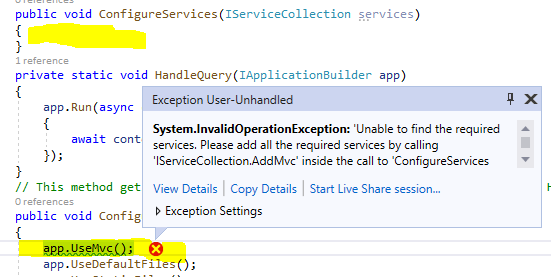 0 references
public void ConfigureServices(IServiceCollection services)
{
}
1 reference
private static void HandleQuery(IApplicationBuilder app)
{
app.Run(async
{
await cont
});
}
// This method get
0 references
public void Config
{
app.UseMvc();
app.UseDefaultFiles();
Exception User-Unhandled
System.InvalidOperationException: 'Unable to find the required
services. Please add all the required services by calling
'IServiceCollection.AddMvc' inside the call to 'ConfigureServices
View Details | Copy Details | Start Live Share session...
Exception Settings